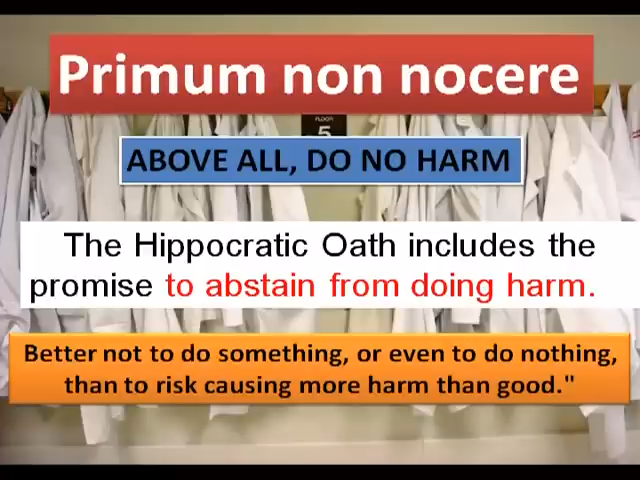 Primum non nocere
FLOOR
5
ABOVE ALL, DO NO HARM
The Hippocratic Oath includes the
promise to abstain from doing harm.
Better not to do something, or even to do nothing,
than to risk causing more harm than good."